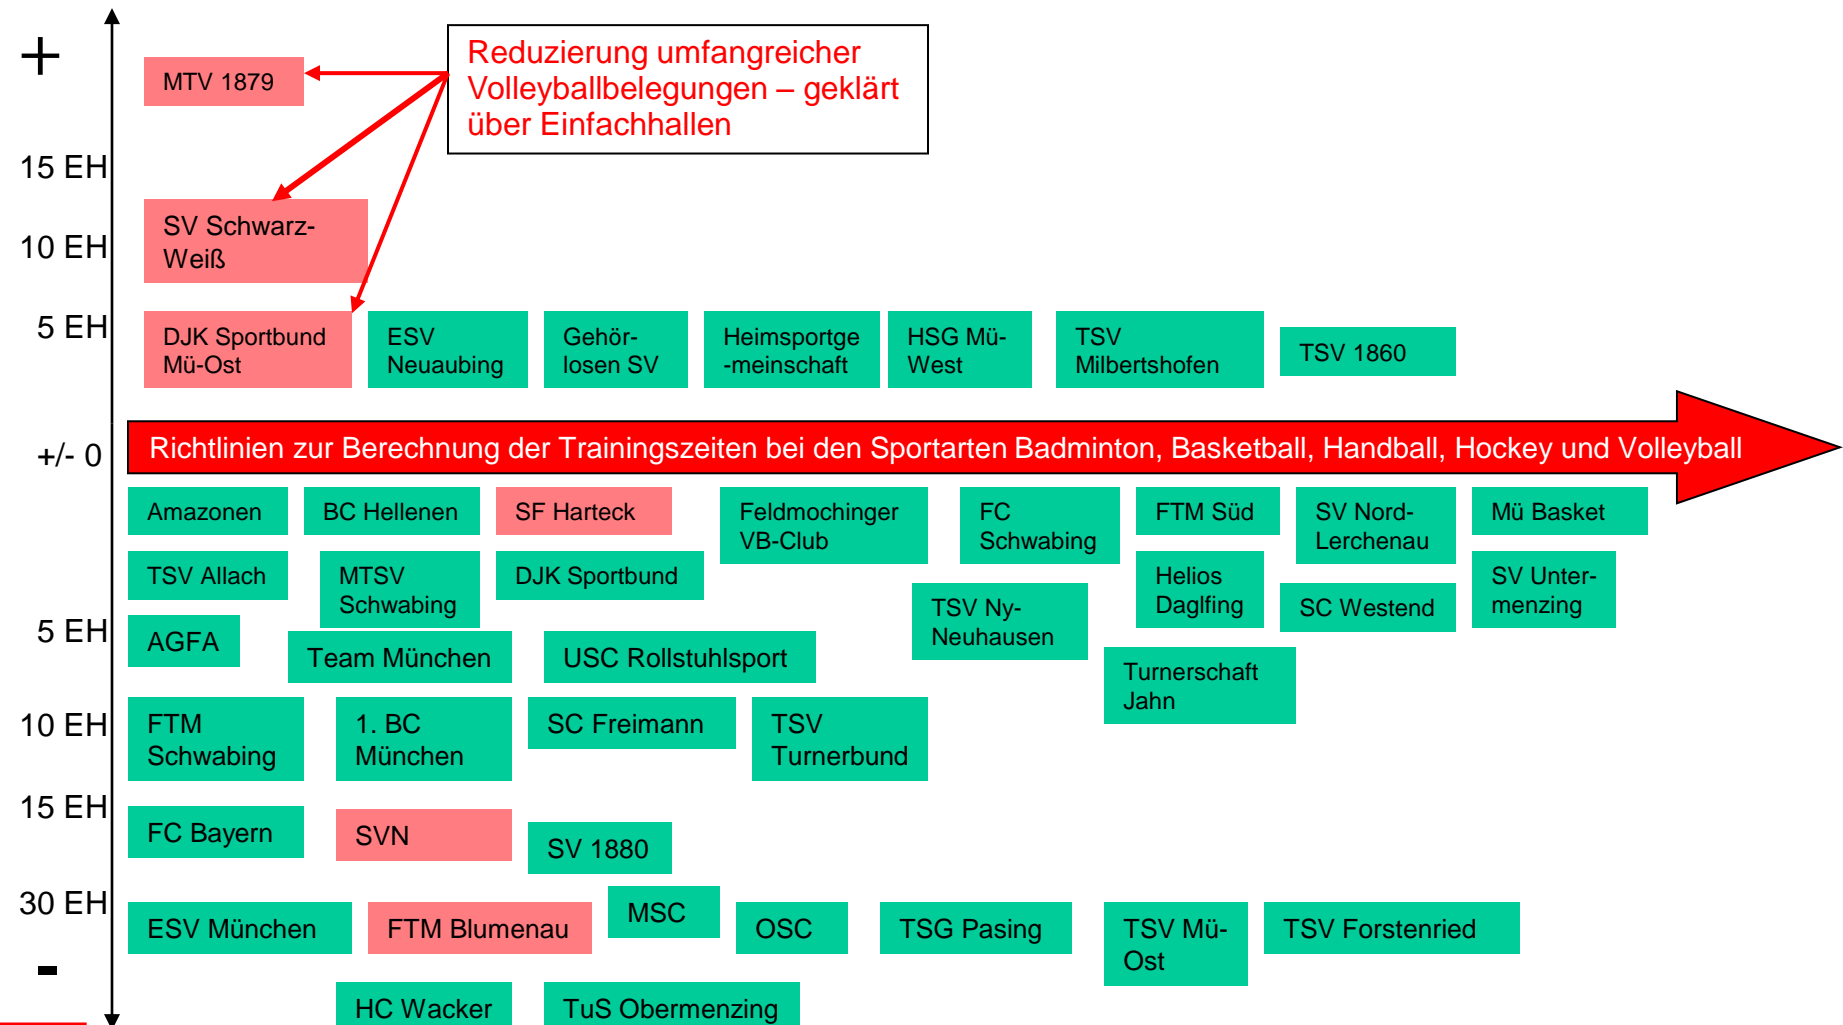 +
MTV 1879
Reduzierung umfangreicher
Volleyballbelegungen – geklärt
über Einfachhallen
15 EH
SV Schwarz-
Weiß
10 EH
5 EH
DJK Sportbund
Mü-Ost
ESV
Neuaubing
Gehör-
losen SV
Heimsportge
-meinschaft
HSG Mü-
West
TSV
Milbertshofen
TSV 1860
+/- 0
Richtlinien zur Berechnung der Trainingszeiten bei den Sportarten Badminton, Basketball, Handball, Hockey und Volleyball
Amazonen
BC Hellenen
SF Harteck
Feldmochinger
VB-Club
FC
Schwabing
FTM Süd
SV Nord-
Lerchenau
Mü Basket
TSV Allach
MTSV
Schwabing
DJK Sportbund
TSV Ny-
Neuhausen
Helios
Daglfing
SC Westend
SV Unter-
menzing
5 EH
AGFA
Team München
USC Rollstuhlsport
Turnerschaft
Jahn
10 EH
FTM
Schwabing
1. BC
München
SC Freimann
TSV
Turnerbund
15 EH
FC Bayern
SVN
SV 1880
30 EH
ESV München
FTM Blumenau
MSC
OSC
TSG Pasing
TSV Mü-
Ost
TSV Forstenried
-
HC Wacker
TuS Obermenzing